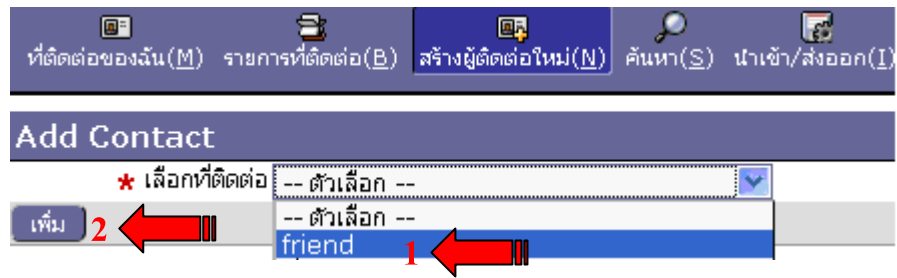 ที่ติดต่อของฉัน(M) รายการที่ติดต่อ(B) สร้างผู้ติดต่อใหม่(N) ค้นหา(S) นำเข้า/ส่งออก(I)
Add Contact
* เลือกที่ติดต่อ -- ตัวเลือก --
-- ตัวเลือก --
เพิ่ม 2
friend 1